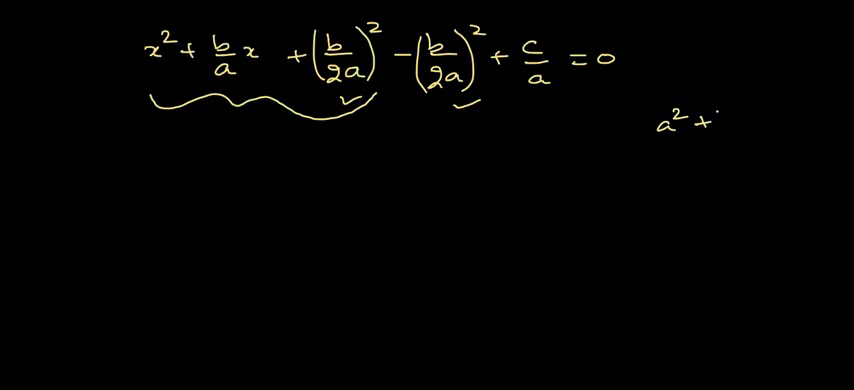 x² + b/a x + (b/2a)² − (b/2a)² + c/a = 0
a² +